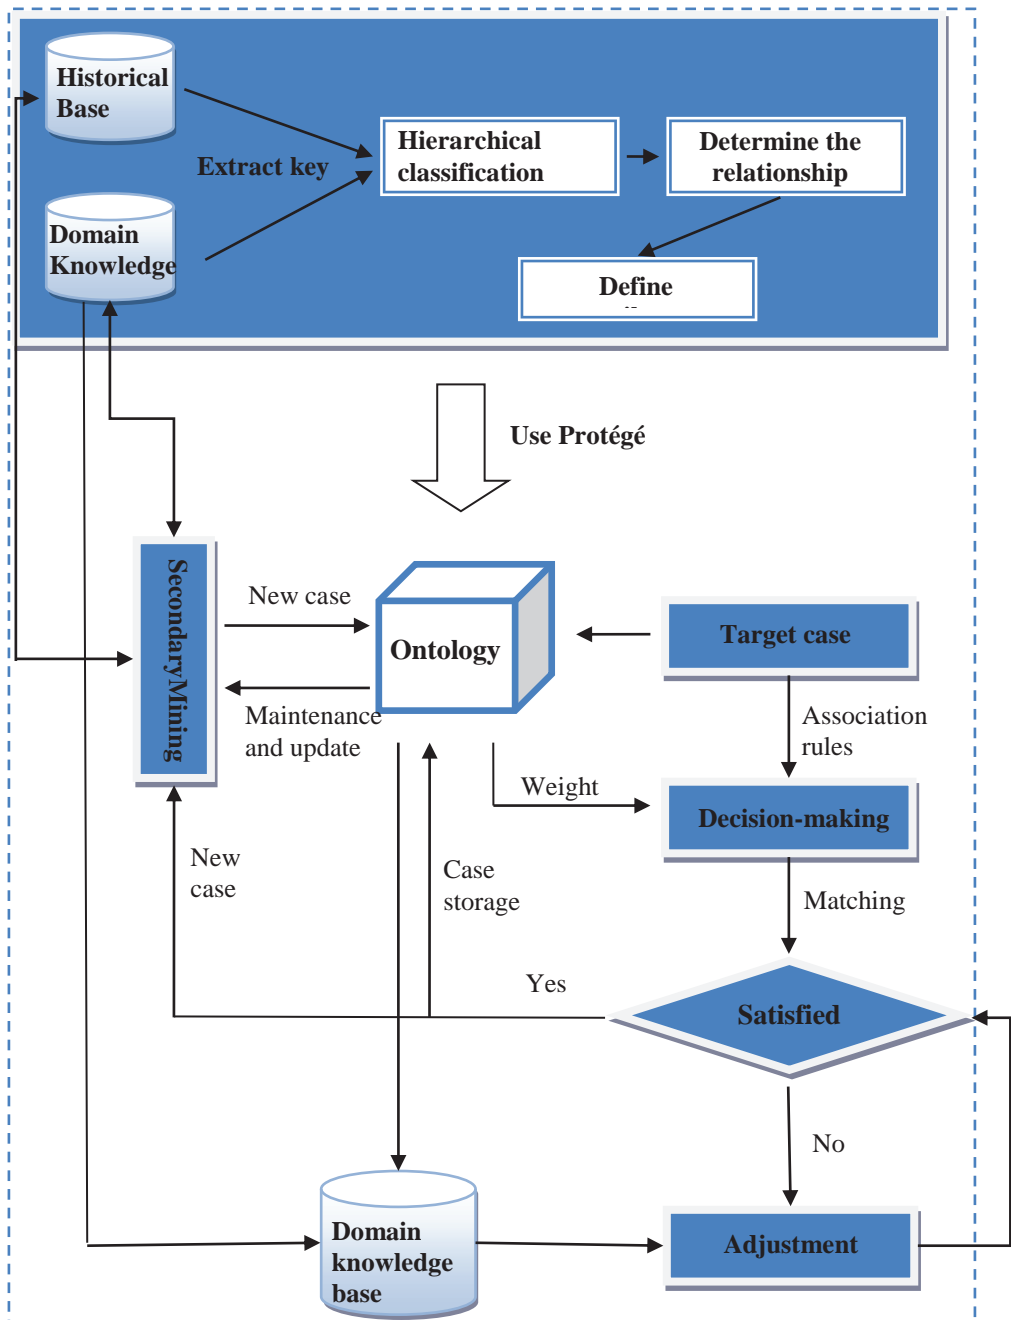 Historical
Base
Extract key
Hierarchical
classification
Determine the
relationship
Domain
Knowledge
Define
Use Protégé
SecondaryMining
New case
Ontology
Target case
Maintenance
and update
Association
rules
Weight
Decision-making
New
case
Case
storage
Matching
Yes
Satisfied
No
Domain
knowledge
base
Adjustment